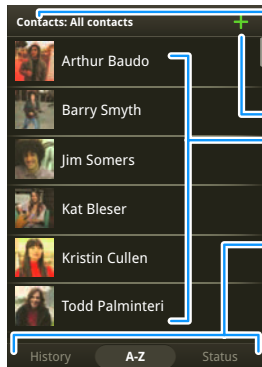 Contacts: All contacts
Arthur Baudo
Barry Smyth
Jim Somers
Kat Bleser
Kristin Cullen
Todd Palminteri
History A-Z Status